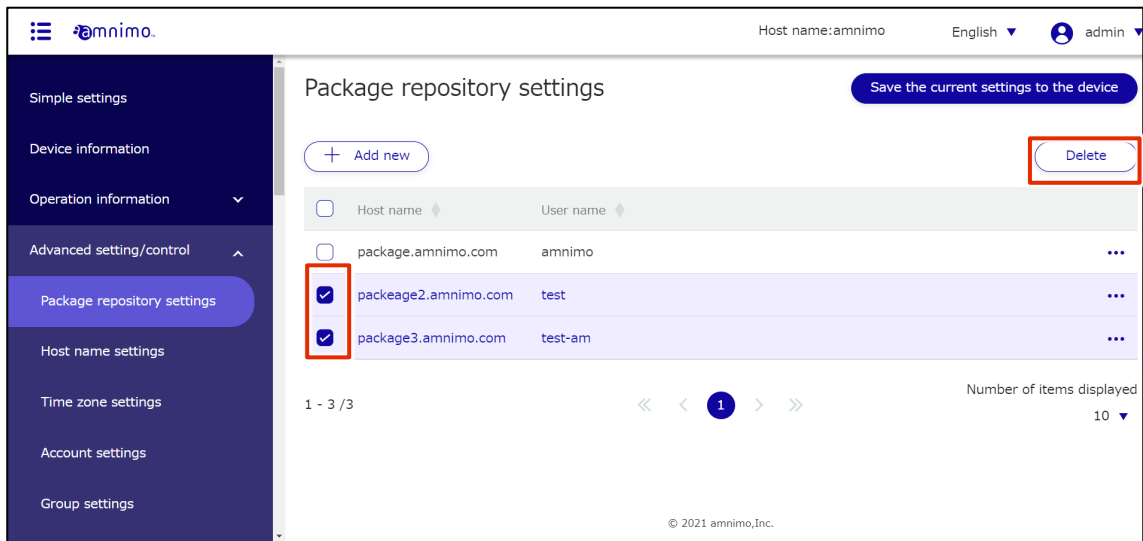 amnimo
Host name:amnimo
English
admin
Simple settings
Device information
Operation information
Advanced setting/control
Package repository settings
Host name settings
Time zone settings
Account settings
Group settings
Package repository settings
Save the current settings to the device
Add new
Delete
Host name User name
package.amnimo.com amnimo
packeage2.amnimo.com test
package3.amnimo.com test-am
1 - 3 /3
1
Number of items displayed
10
© 2021 amnimo,Inc.